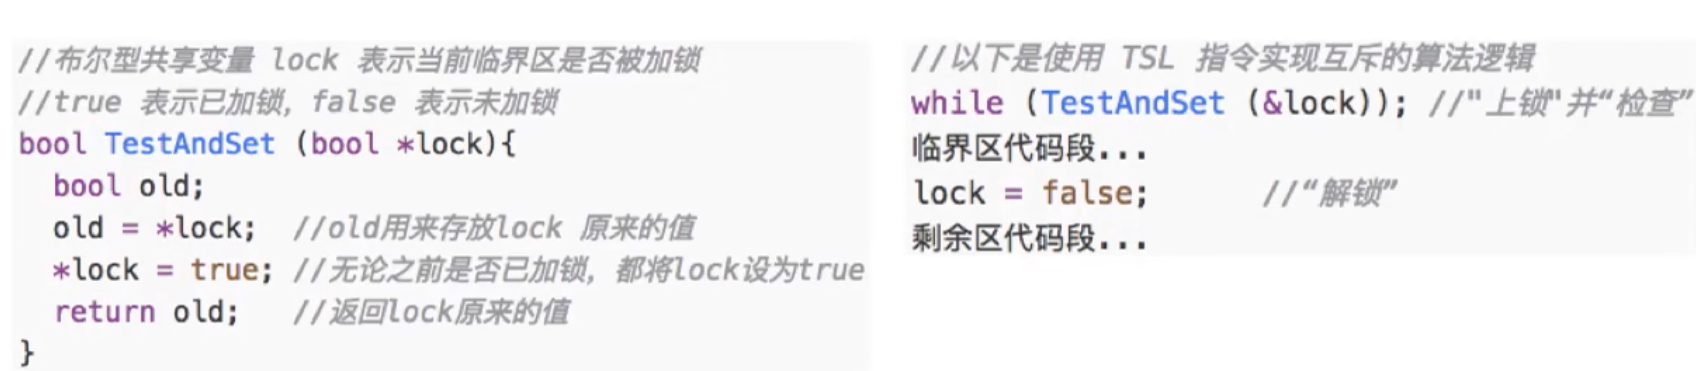 //布尔型共享变量 lock 表示当前临界区是否被加锁
//true 表示已加锁，false 表示未加锁
bool TestAndSet (bool *lock){
  bool old;
  old = *lock;  //old用来存放lock 原来的值
  *lock = true; //无论之前是否已加锁，都将lock设为true
  return old;   //返回lock原来的值
}
//以下是使用 TSL 指令实现互斥的算法逻辑
while (TestAndSet (&lock)); //"上锁"并“检查”
临界区代码段...
lock = false;       //“解锁”
剩余区代码段...